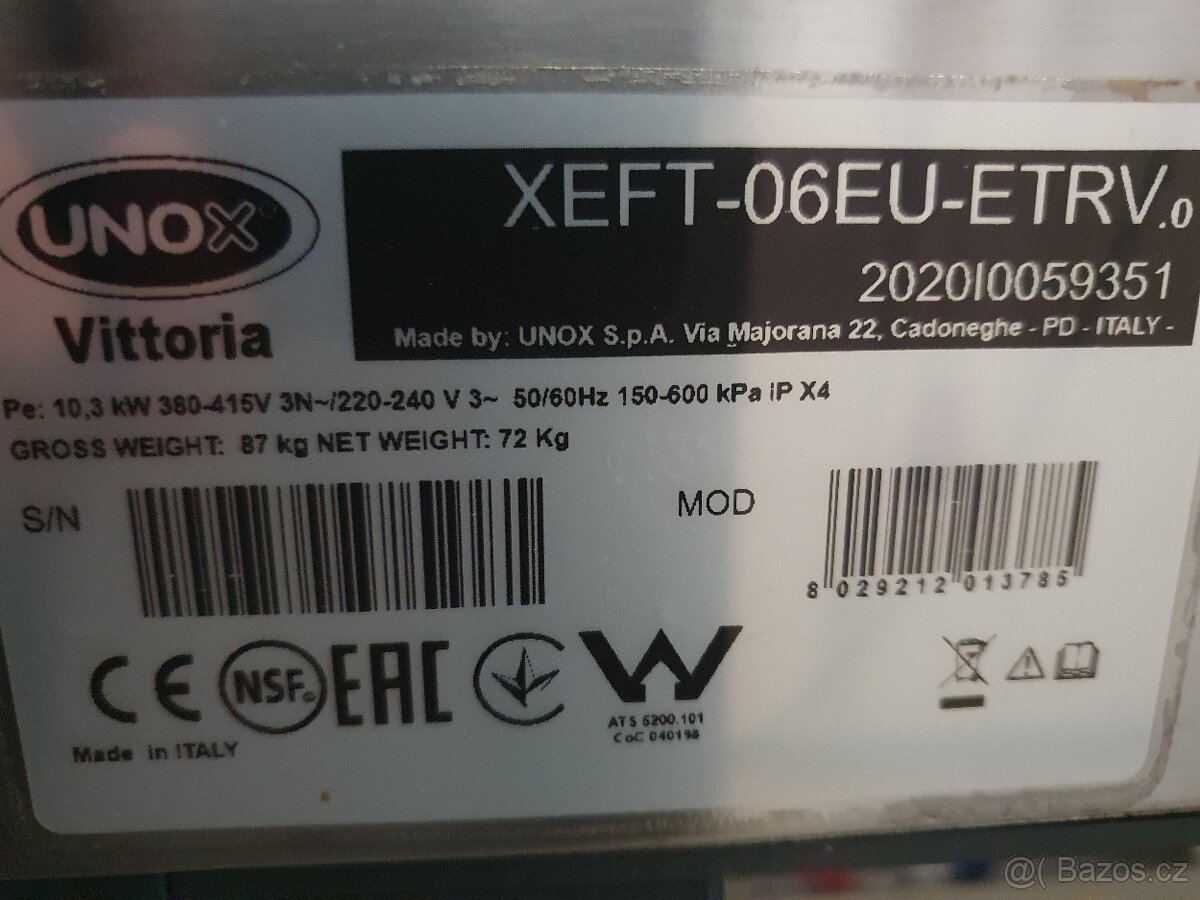 UNOX
Vittoria
XEFT-06EU-ETRV.0
2020I0059351
Made by: UNOX S.p.A. Via Majorana 22, Cadoneghe - PD - ITALY -
Pe: 10,3 kW 380-415V 3N~/220-240 V 3~ 50/60Hz 150-600 kPa iP X4
GROSS WEIGHT: 87 kg NET WEIGHT: 72 Kg
S/N
MOD
8 029212 013785
CE NSF® EAC
ATS 5200.101
CoC 040198
Made in ITALY
@( Bazos.cz